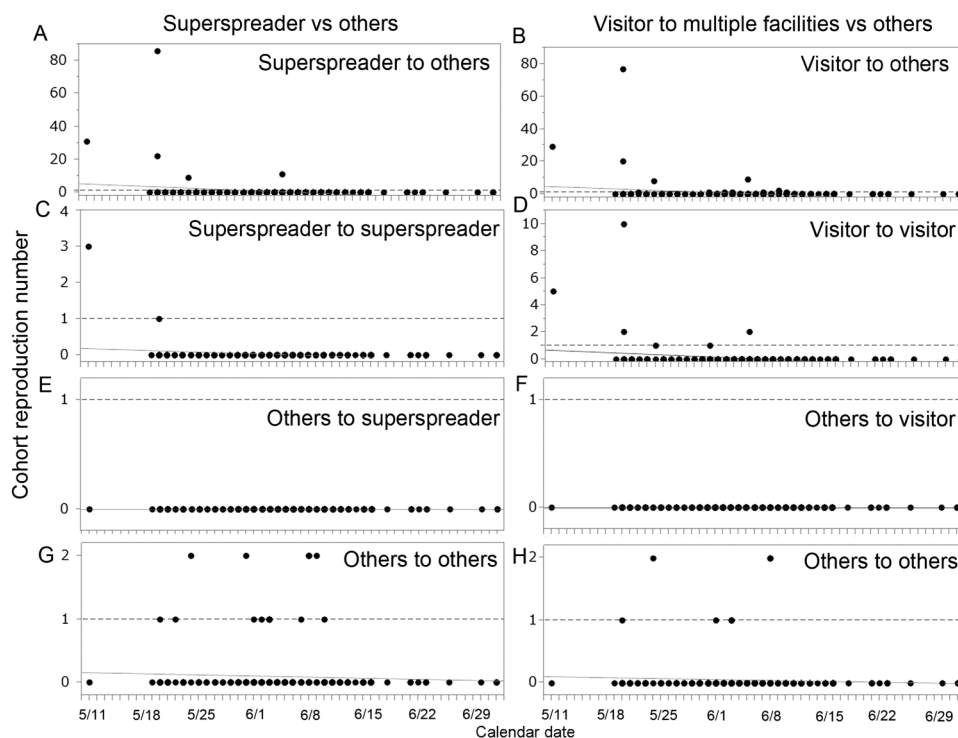 Superspreader vs others
Visitor to multiple facilities vs others
Cohort reproduction number
A
Superspreader to others
80
60
40
20
0
B
Visitor to others
80
60
40
20
0
C
Superspreader to superspreader
4
3
2
1
0
D
Visitor to visitor
10
8
6
4
2
0
E
Others to superspreader
1
0
F
Others to visitor
1
0
G
Others to others
2
1
0
H
Others to others
2
1
0
5/11 5/18 5/25 6/1 6/8 6/15 6/22 6/29
5/11 5/18 5/25 6/1 6/8 6/15 6/22 6/29
Calendar date